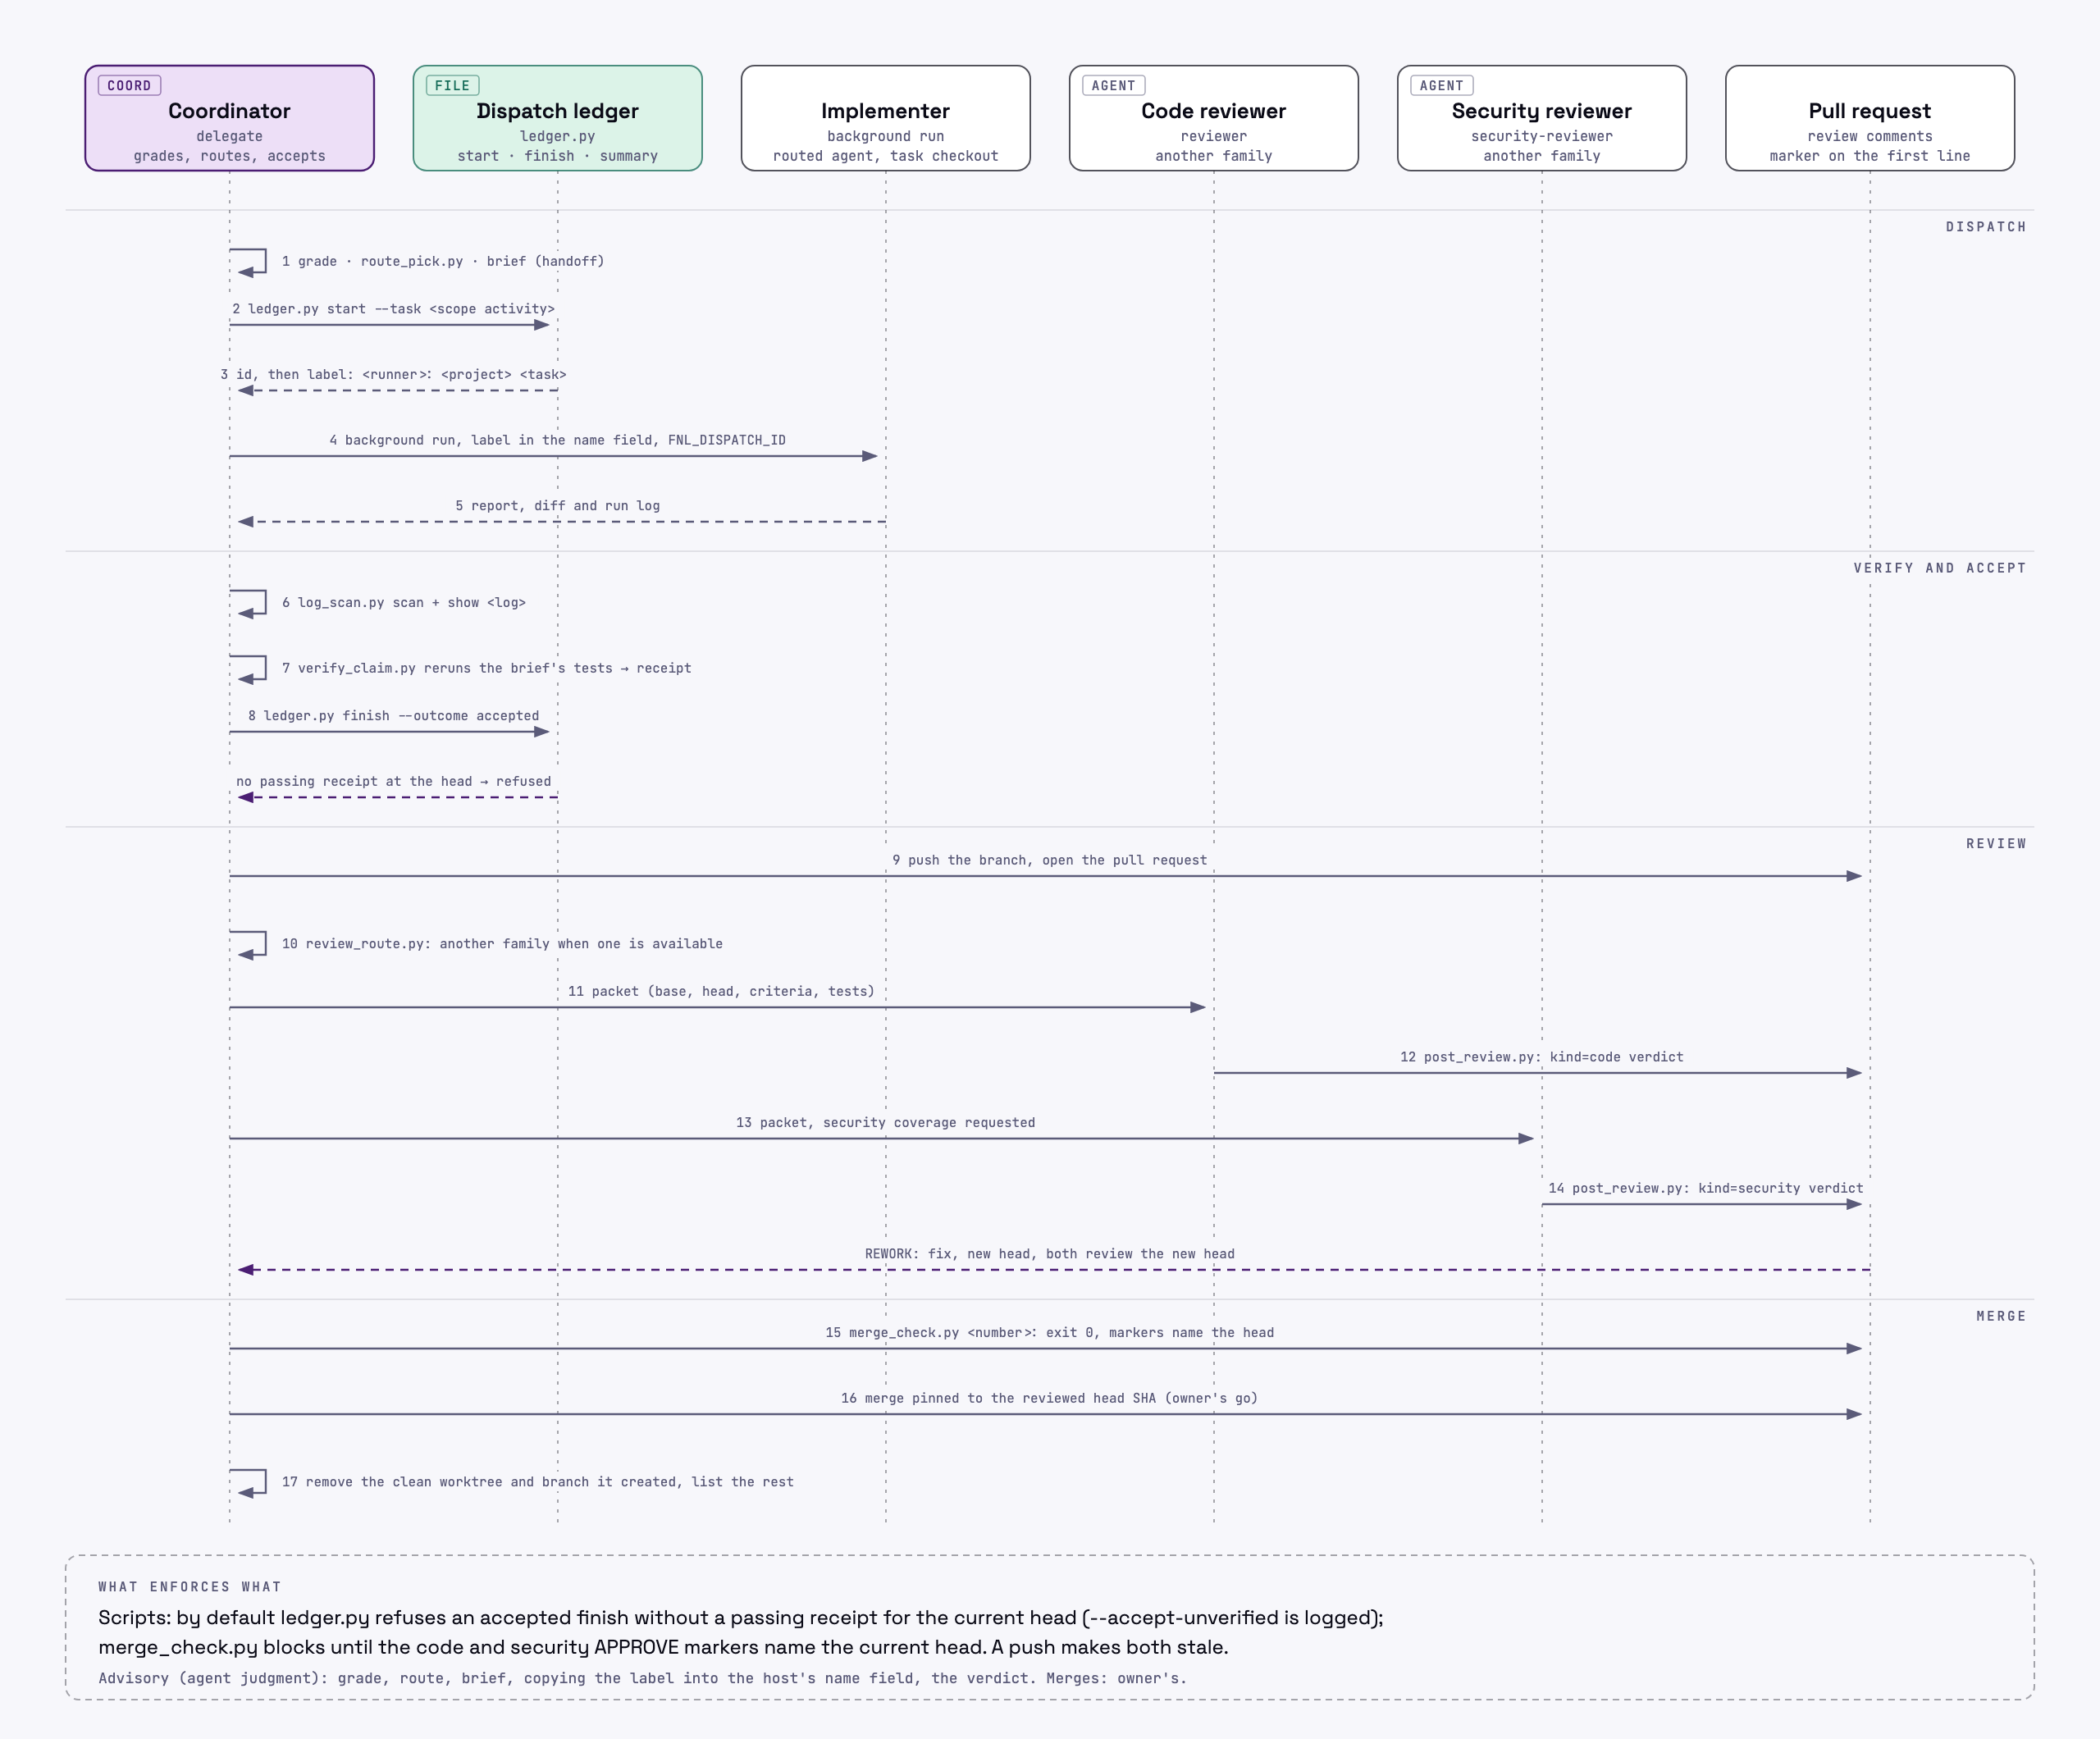 COORD
Coordinator
delegate
grades, routes, accepts
FILE
Dispatch ledger
ledger.py
start · finish · summary
Implementer
background run
routed agent, task checkout
AGENT
Code reviewer
reviewer
another family
AGENT
Security reviewer
security-reviewer
another family
Pull request
review comments
marker on the first line
DISPATCH
1 grade · route_pick.py · brief (handoff)
2 ledger.py start --task <scope activity>
3 id, then label: <runner>: <project> <task>
4 background run, label in the name field, FNL_DISPATCH_ID
5 report, diff and run log
VERIFY AND ACCEPT
6 log_scan.py scan + show <log>
7 verify_claim.py reruns the brief's tests → receipt
8 ledger.py finish --outcome accepted
no passing receipt at the head → refused
REVIEW
9 push the branch, open the pull request
10 review_route.py: another family when one is available
11 packet (base, head, criteria, tests)
12 post_review.py: kind=code verdict
13 packet, security coverage requested
14 post_review.py: kind=security verdict
REWORK: fix, new head, both review the new head
MERGE
15 merge_check.py <number>: exit 0, markers name the head
16 merge pinned to the reviewed head SHA (owner's go)
17 remove the clean worktree and branch it created, list the rest
WHAT ENFORCES WHAT
Scripts: by default ledger.py refuses an accepted finish without a passing receipt for the current head (--accept-unverified is logged);
merge_check.py blocks until the code and security APPROVE markers name the current head. A push makes both stale.
Advisory (agent judgment): grade, route, brief, copying the label into the host's name field, the verdict. Merges: owner's.